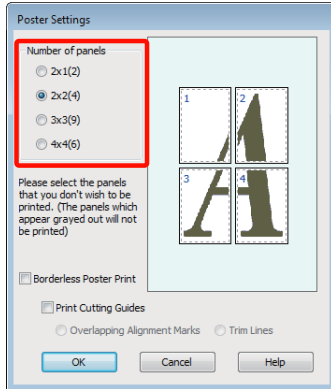 Poster Settings
Number of panels
2x1(2)
2x2(4)
3x3(9)
4x4(6)
1
2
3
4
Please select the panels
that you don't wish to be
printed. (The panels which
appear grayed out will not
be printed)
Borderless Poster Print
Print Cutting Guides
Overlapping Alignment Marks
Trim Lines
OK
Cancel
Help